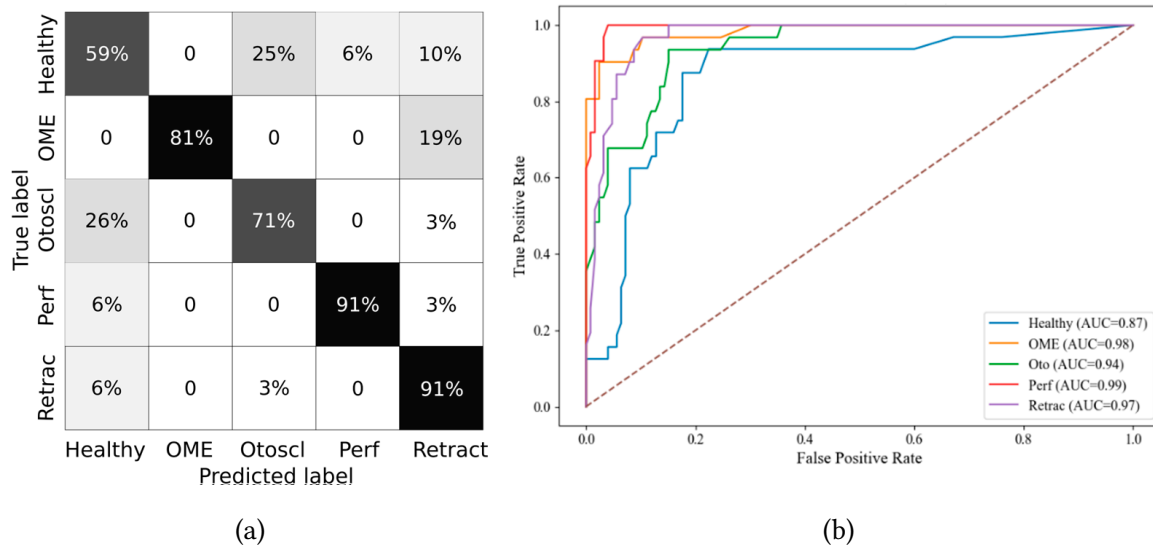 Healthy 59% 0 25% 6% 10%
OME 0 81% 0 0 19%
Otoscl 26% 0 71% 0 3%
Perf 6% 0 0 91% 3%
Retrac 6% 0 3% 0 91%
True label
Healthy OME Otoscl Perf Retract
Predicted label
(a)
1.0
0.8
0.6
0.4
0.2
0.0
True Positive Rate
Healthy (AUC=0.87)
OME (AUC=0.98)
Oto (AUC=0.94)
Perf (AUC=0.99)
Retrac (AUC=0.97)
0.0 0.2 0.4 0.6 0.8 1.0
False Positive Rate
(b)